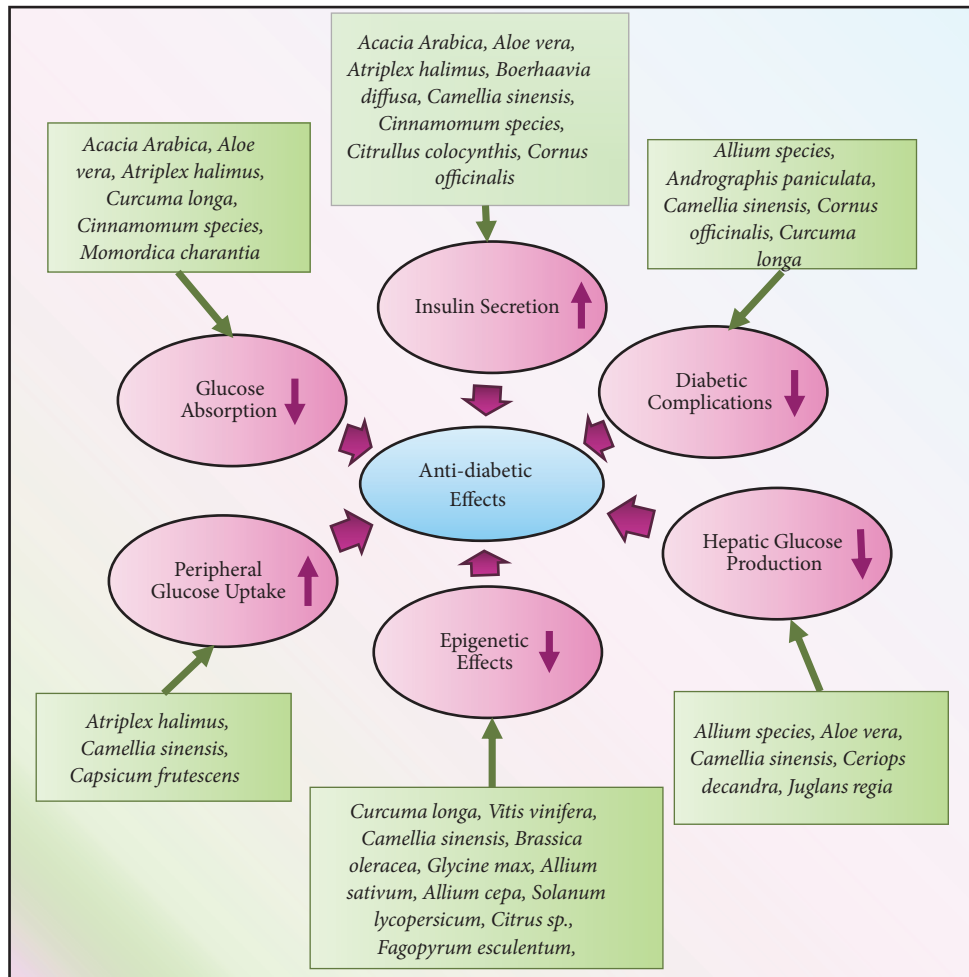 Acacia Arabica, Aloe vera,
Atriplex halimus, Boerhaavia
diffusa, Camellia sinensis,
Cinnamomum species,
Citrullus colocynthis, Cornus
officinalis
Acacia Arabica, Aloe
vera, Atriplex halimus,
Curcuma longa,
Cinnamomum species,
Momordica charantia
Allium species,
Andrographis paniculata,
Camellia sinensis, Cornus
officinalis, Curcuma
longa
Insulin Secretion
Glucose
Absorption
Diabetic
Complications
Anti-diabetic
Effects
Peripheral
Glucose Uptake
Hepatic Glucose
Production
Epigenetic
Effects
Atriplex halimus,
Camellia sinensis,
Capsicum frutescens
Allium species, Aloe vera,
Camellia sinensis, Ceriops
decandra, Juglans regia
Curcuma longa, Vitis vinifera,
Camellia sinensis, Brassica
oleracea, Glycine max, Allium
sativum, Allium cepa, Solanum
lycopersicum, Citrus sp.,
Fagopyrum esculentum,